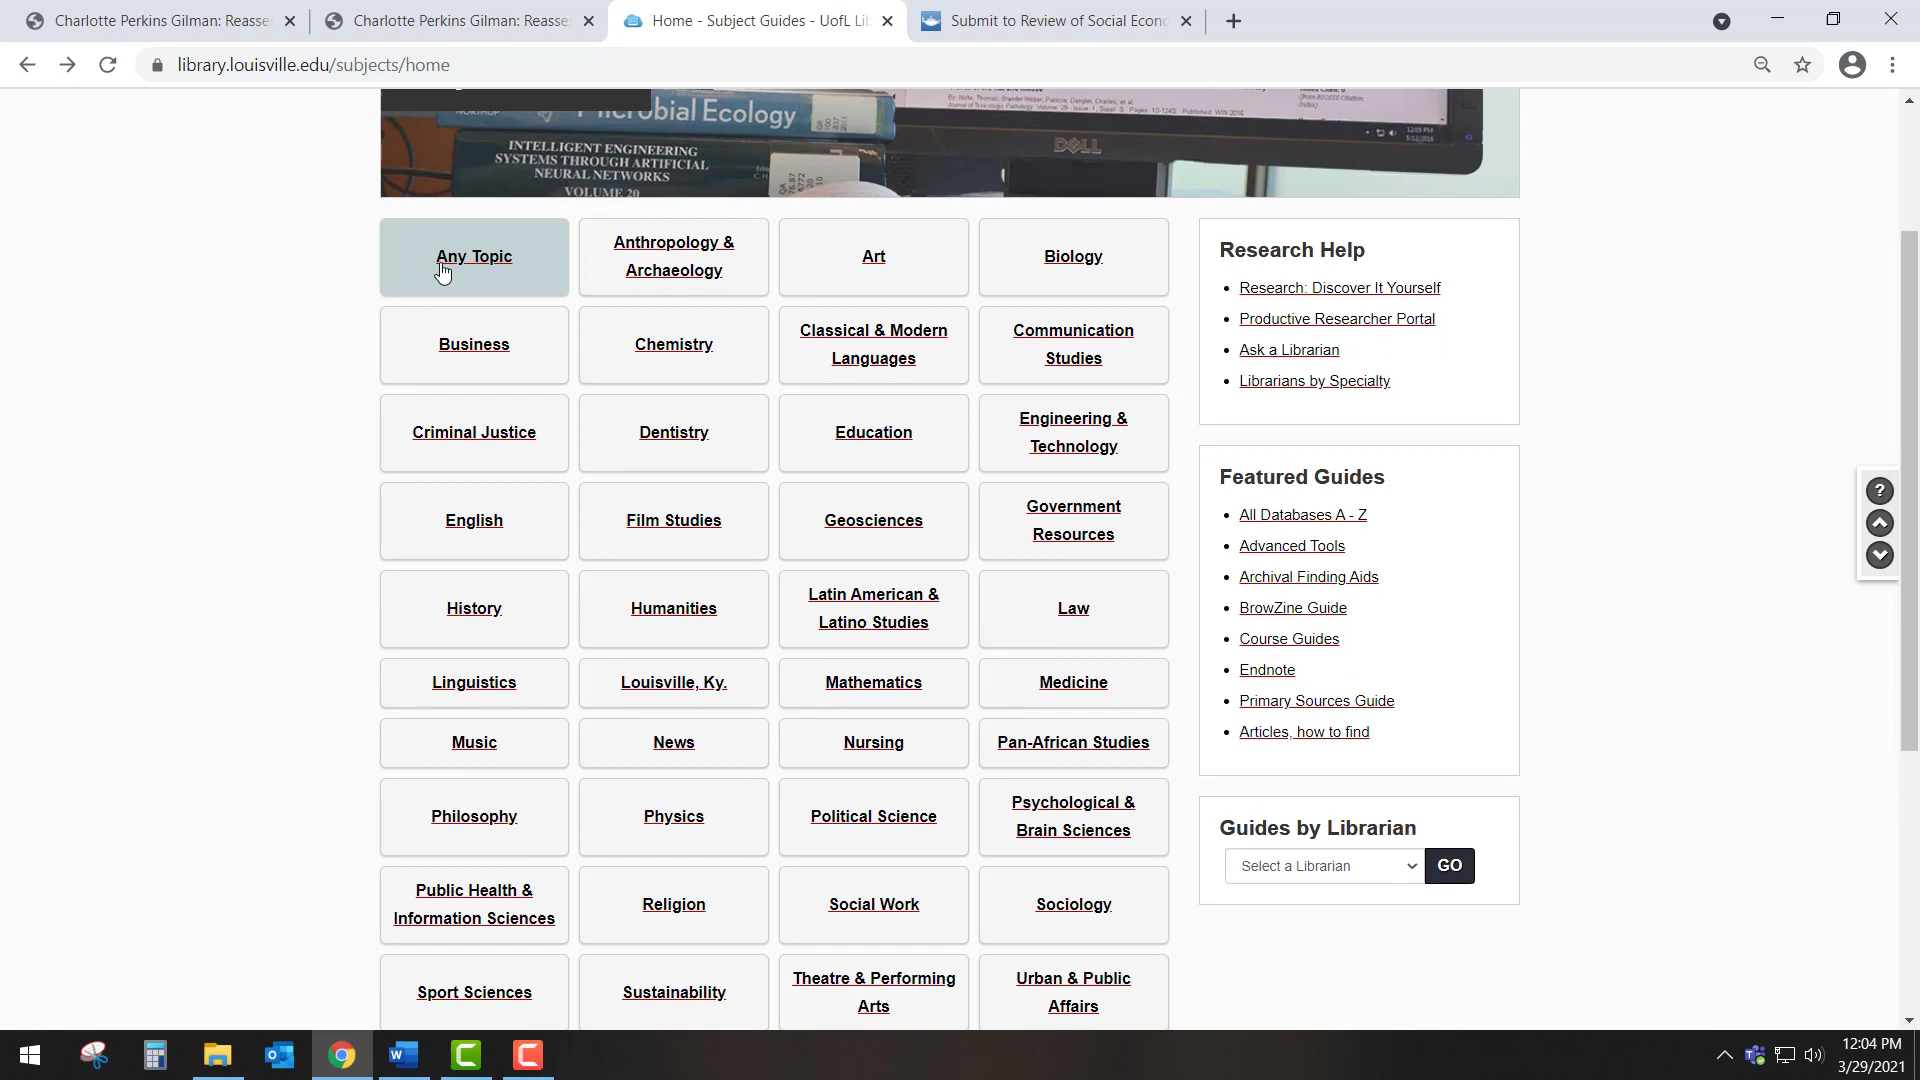 Charlotte Perkins Gilman: Reasse
Charlotte Perkins Gilman: Reasse
Home - Subject Guides - UofL Lib
Submit to Review of Social Econo
library.louisville.edu/subjects/home
Microbial Ecology
INTELLIGENT ENGINEERING
SYSTEMS THROUGH ARTIFICIAL
NEURAL NETWORKS
VOLUME 20
DELL
Any Topic
Anthropology &
Archaeology
Art
Biology
Business
Chemistry
Classical & Modern
Languages
Communication
Studies
Criminal Justice
Dentistry
Education
Engineering &
Technology
English
Film Studies
Geosciences
Government
Resources
History
Humanities
Latin American &
Latino Studies
Law
Linguistics
Louisville, Ky.
Mathematics
Medicine
Music
News
Nursing
Pan-African Studies
Philosophy
Physics
Political Science
Psychological &
Brain Sciences
Public Health &
Information Sciences
Religion
Social Work
Sociology
Sport Sciences
Sustainability
Theatre & Performing
Arts
Urban & Public
Affairs
Research Help
Research: Discover It Yourself
Productive Researcher Portal
Ask a Librarian
Librarians by Specialty
Featured Guides
All Databases A - Z
Advanced Tools
Archival Finding Aids
BrowZine Guide
Course Guides
Endnote
Primary Sources Guide
Articles, how to find
Guides by Librarian
Select a Librarian
GO
?
12:04 PM
3/29/2021